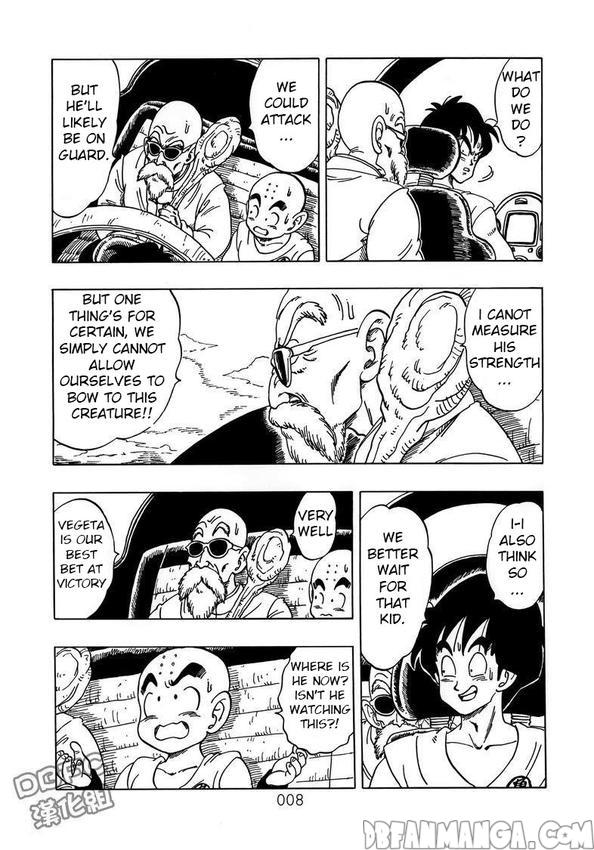 WHAT
DO
WE
DO
?
WE
COULD
ATTACK
...
BUT
HE'LL
LIKELY
BE ON
GUARD.
I CANOT
MEASURE
HIS
STRENGTH
...
BUT ONE
THING'S FOR
CERTAIN, WE
SIMPLY CANNOT
ALLOW
OURSELVES TO
BOW TO THIS
CREATURE!!
I-I
ALSO
THINK
SO
...
WE
BETTER
WAIT
FOR
THAT
KID.
VERY
WELL
VEGETA
IS OUR
BEST
BET AT
VICTORY
WHERE IS
HE NOW?
ISN'T HE
WATCHING
THIS?!
DBGC
漢化組
008
DBFANMANGA.COM